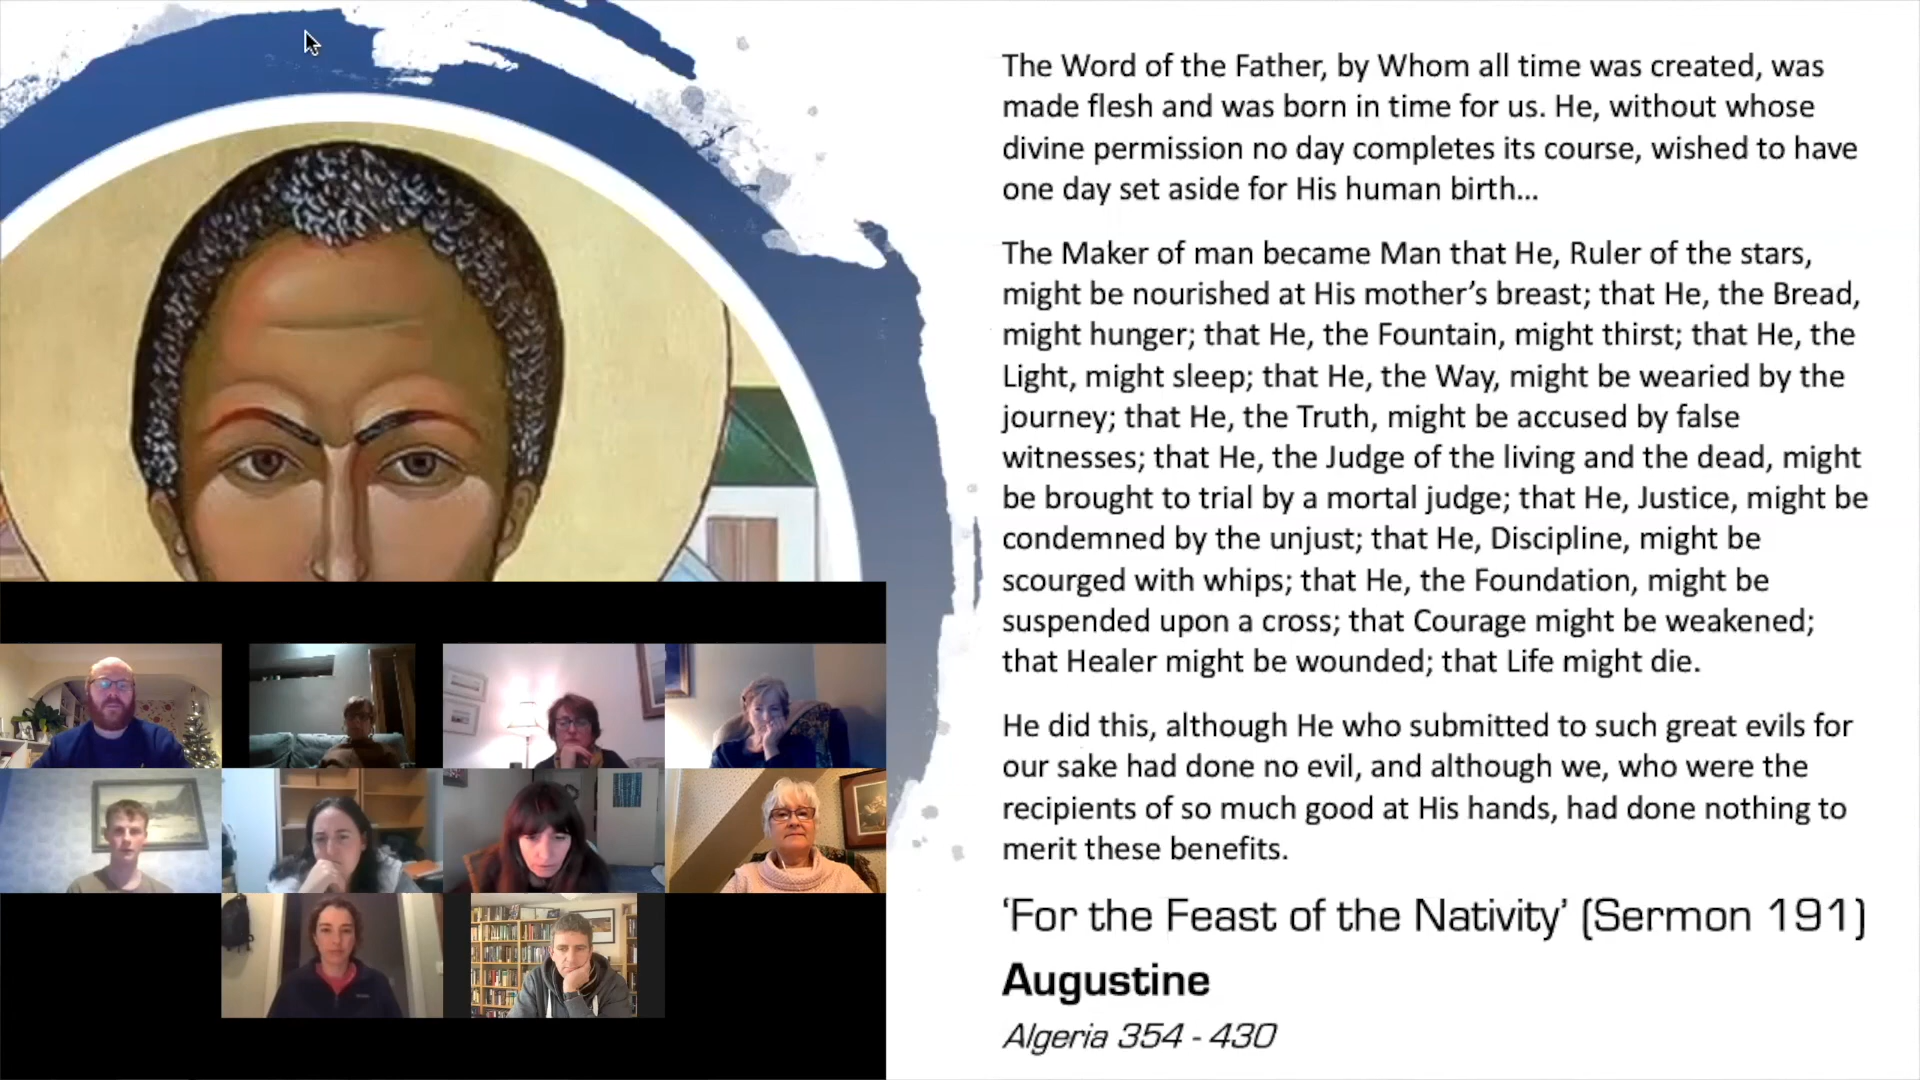 The Word of the Father, by Whom all time was created, was
made flesh and was born in time for us. He, without whose
divine permission no day completes its course, wished to have
one day set aside for His human birth...
The Maker of man became Man that He, Ruler of the stars,
might be nourished at His mother’s breast; that He, the Bread,
might hunger; that He, the Fountain, might thirst; that He, the
Light, might sleep; that He, the Way, might be wearied by the
journey; that He, the Truth, might be accused by false
witnesses; that He, the Judge of the living and the dead, might
be brought to trial by a mortal judge; that He, Justice, might be
condemned by the unjust; that He, Discipline, might be
scourged with whips; that He, the Foundation, might be
suspended upon a cross; that Courage might be weakened;
that Healer might be wounded; that Life might die.
He did this, although He who submitted to such great evils for
our sake had done no evil, and although we, who were the
recipients of so much good at His hands, had done nothing to
merit these benefits.
‘For the Feast of the Nativity’ (Sermon 191)
Augustine
Algeria 354 - 430